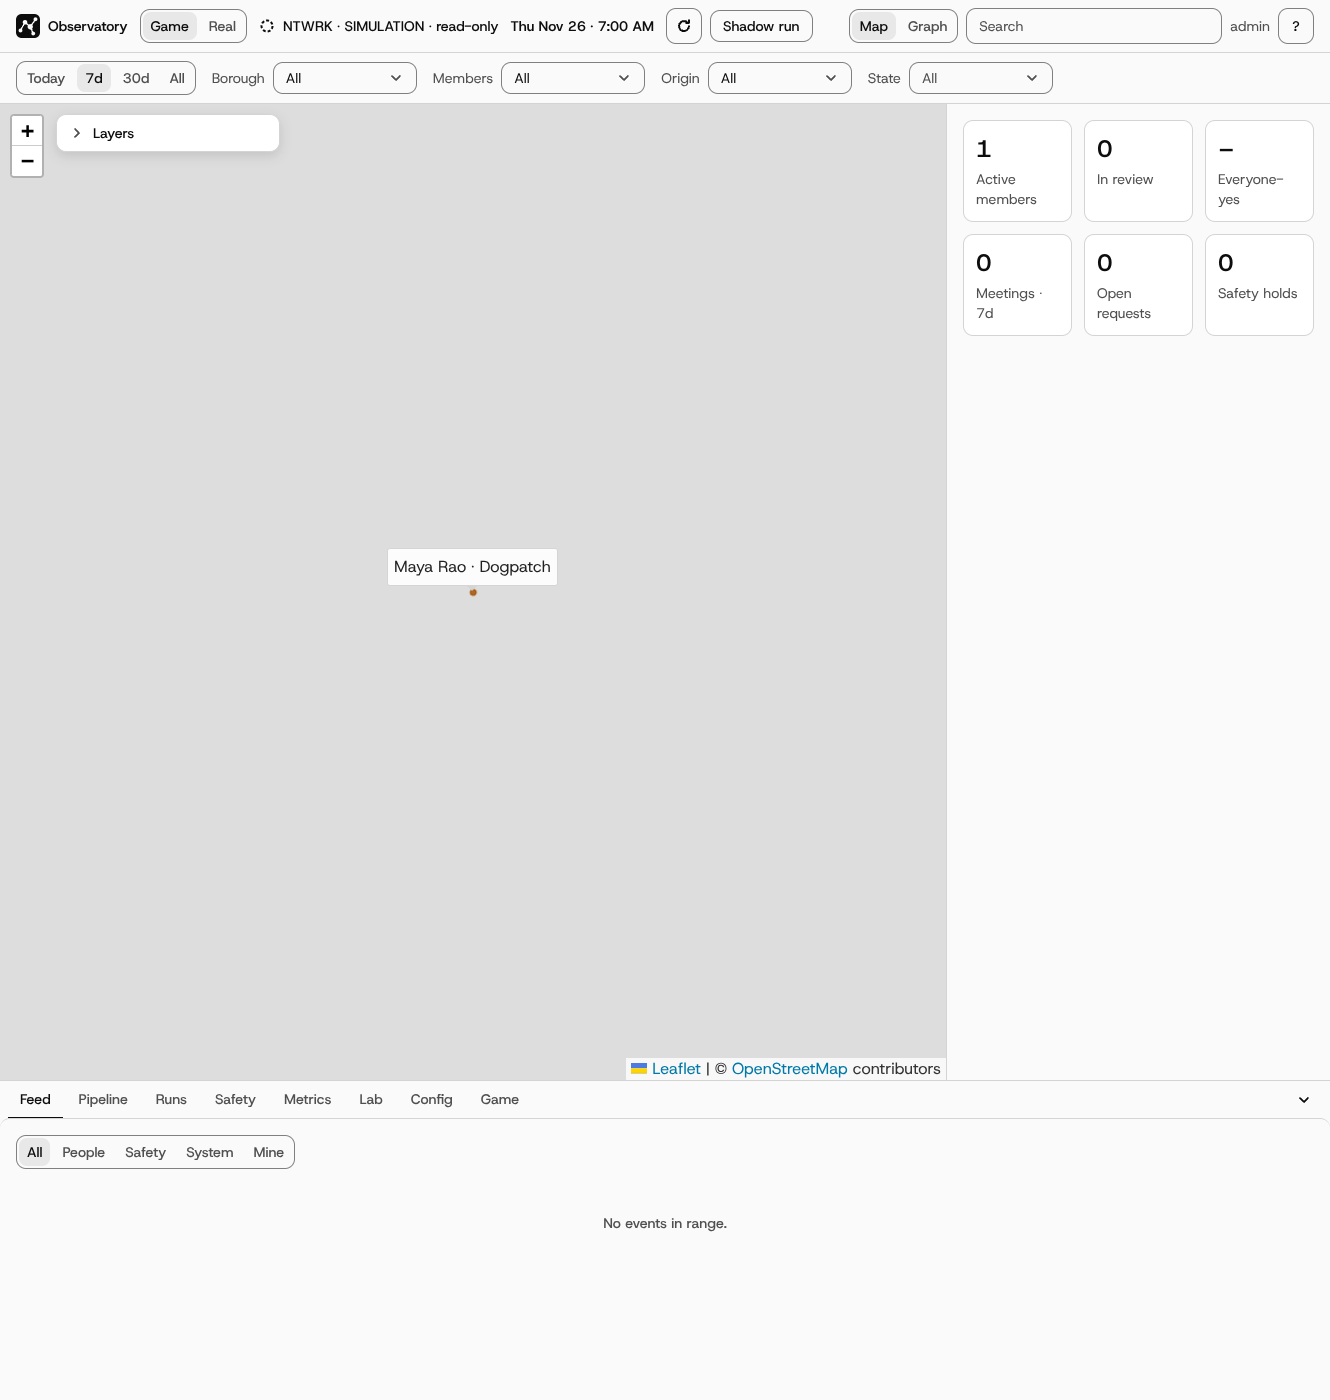 Observatory Game Real NTWRK · SIMULATION · read-only Thu Nov 26 · 7:00 AM Shadow run Map Graph Search admin ?
Today 7d 30d All Borough All Members All Origin All State All
+
−
Layers
1
Active
members
0
In review
–
Everyone-
yes
0
Meetings ·
7d
0
Open
requests
0
Safety holds
Maya Rao · Dogpatch
Leaflet | © OpenStreetMap contributors
Feed Pipeline Runs Safety Metrics Lab Config Game
All People Safety System Mine
No events in range.